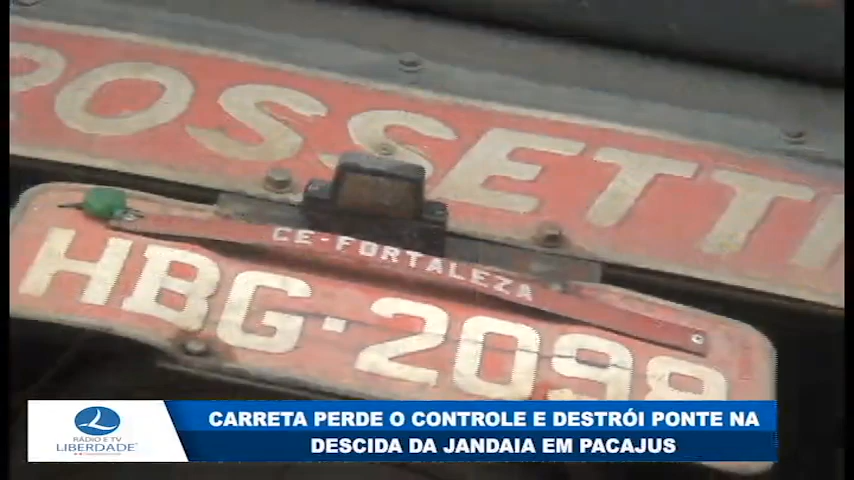 ROSSETTI
CE-FORTALEZA
HBG-2098
RÁDIO E TV
LIBERDADE
CARRETA PERDE O CONTROLE E DESTRÓI PONTE NA
DESCIDA DA JANDAIA EM PACAJUS